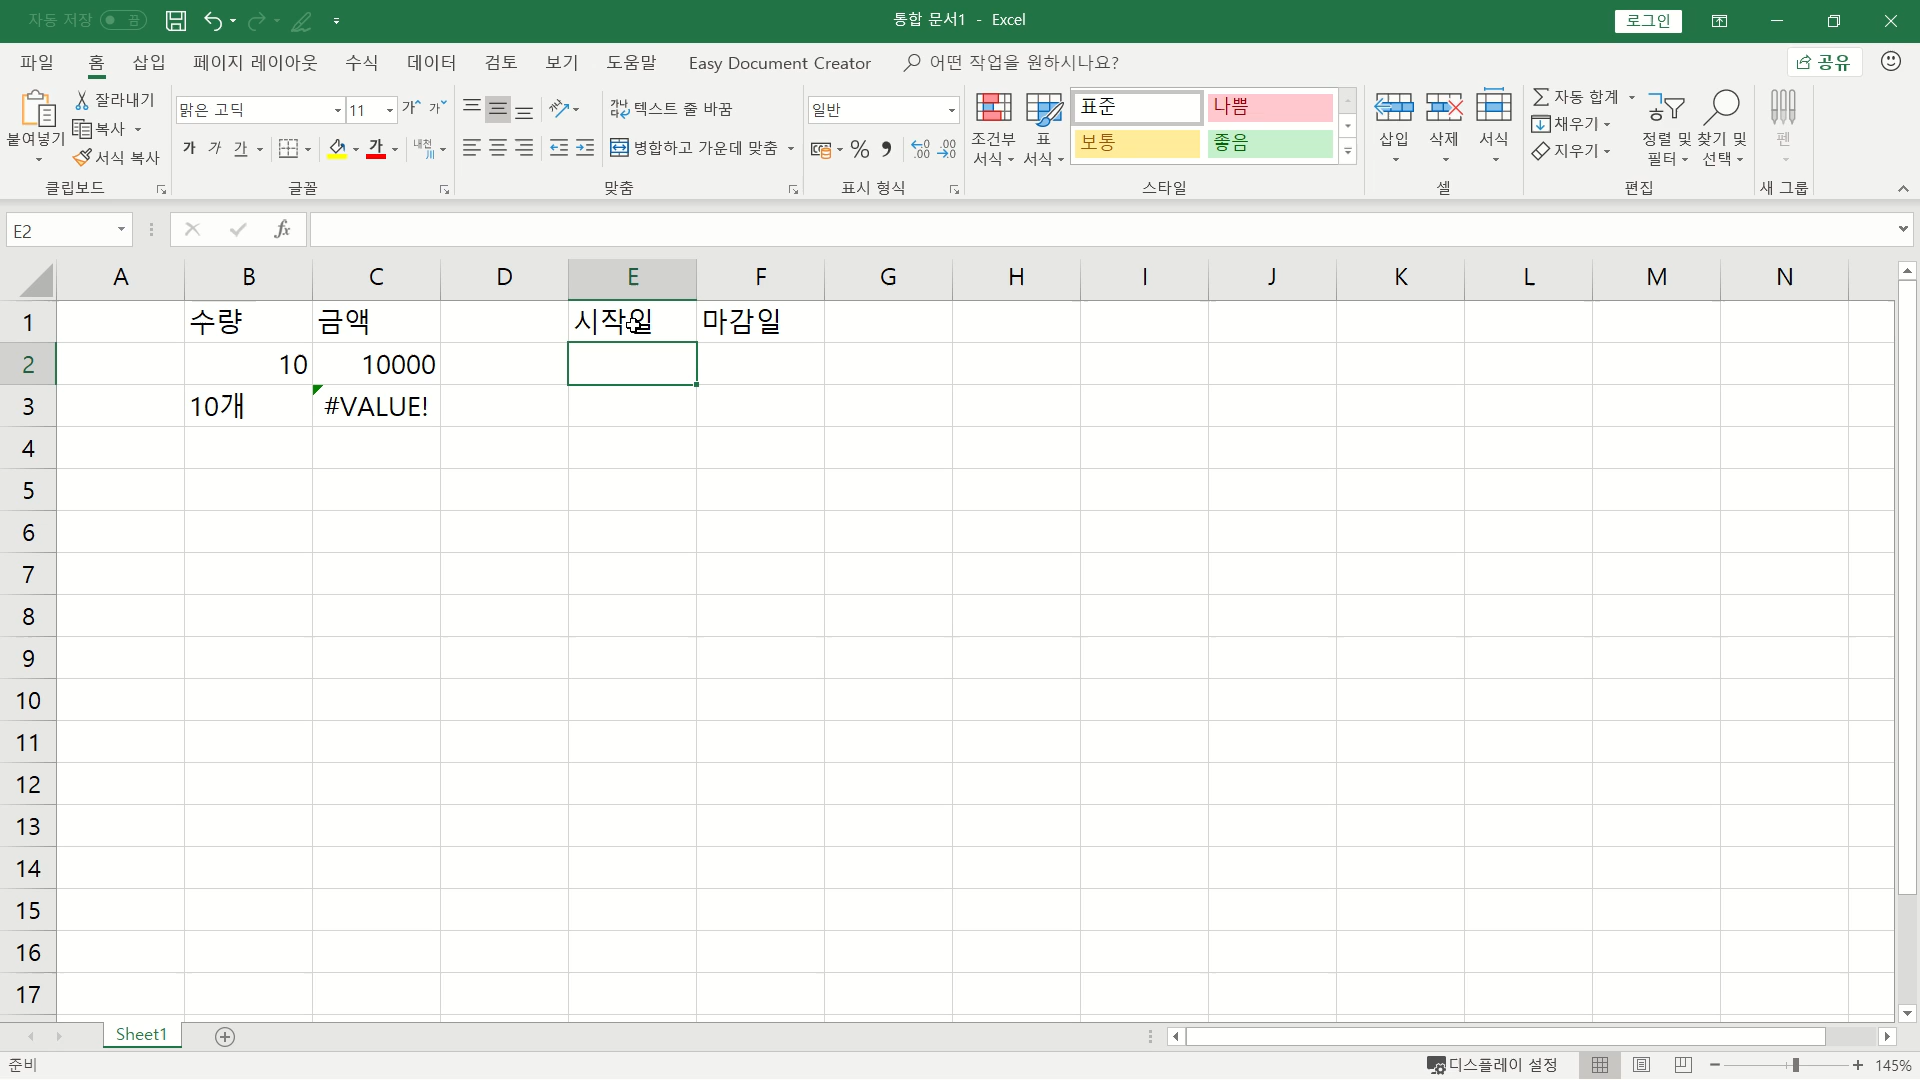 자동 저장 끔 통합 문서1 - Excel 로그인
파일 홈 삽입 페이지 레이아웃 수식 데이터 검토 보기 도움말 Easy Document Creator 어떤 작업을 원하시나요? 공유
붙여넣기 잘라내기 복사 서식 복사 클립보드
맑은 고딕 11 가 가
가 가 가 가 내천 글꼴
텍스트 줄 바꿈
병합하고 가운데 맞춤
맞춤
일반
% 9 .00 .00
표시 형식
조건부 서식 표 서식
표준 나쁨
보통 좋음
스타일
삽입 삭제 서식
셀
자동 합계
채우기
지우기
정렬 및 필터 찾기 및 선택
편집
펜
새 그룹
E2 fx
A B C D E F G H I J K L M N
1 수량 금액 시작일 마감일
2 10 10000
3 10개 #VALUE!
4
5
6
7
8
9
10
11
12
13
14
15
16
17
Sheet1
준비 디스플레이 설정 145%